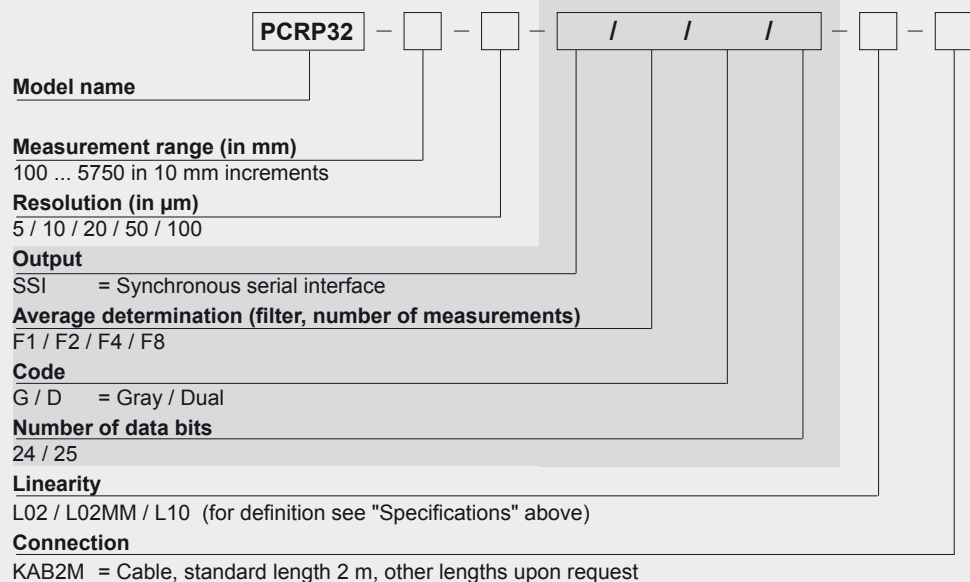 PCRP32 – – – / / / – –
Model name
Measurement range (in mm)
100 ... 5750 in 10 mm increments
Resolution (in µm)
5 / 10 / 20 / 50 / 100
Output
SSI = Synchronous serial interface
Average determination (filter, number of measurements)
F1 / F2 / F4 / F8
Code
G / D = Gray / Dual
Number of data bits
24 / 25
Linearity
L02 / L02MM / L10 (for definition see "Specifications" above)
Connection
KAB2M = Cable, standard length 2 m, other lengths upon request